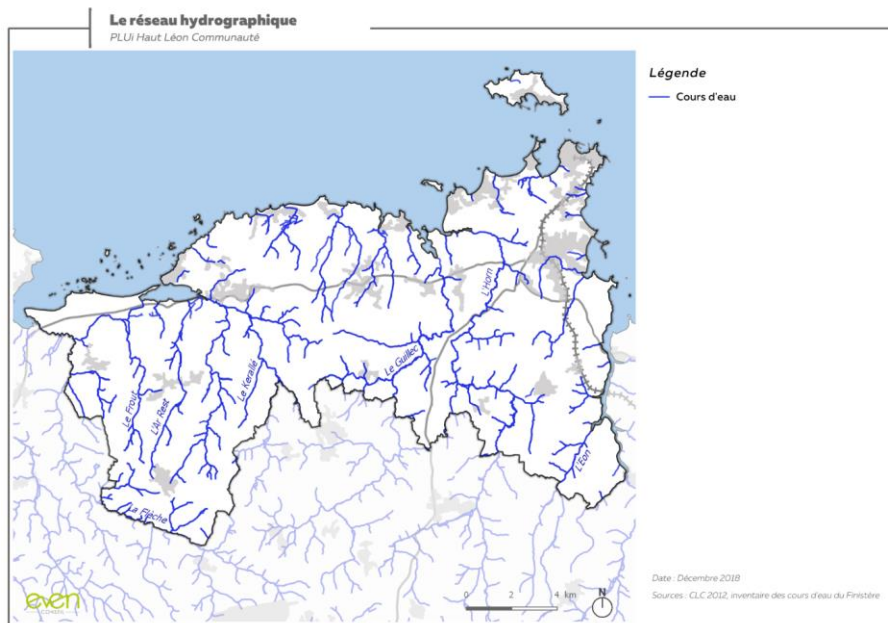 Le réseau hydrographique
PLUi Haut Léon Communauté
Légende
Cours d'eau
L'Horn
Le Guillec
Le Kerallé
L'Ar Rest
Le Frout
La Flèche
L'Eon
Date : Décembre 2018
Sources : CLC 2012, inventaire des cours d'eau du Finistère
0 2 4 km
N
even
CONSEIL